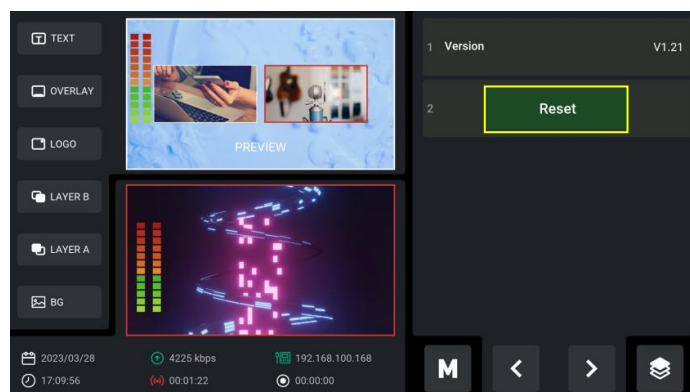 TEXT
OVERLAY
LOGO
LAYER B
LAYER A
BG
PREVIEW
1 Version V1.21
2 Reset
2023/03/28 4225 kbps 192.168.100.168
17:09:56 00:01:22 00:00:00
M < >